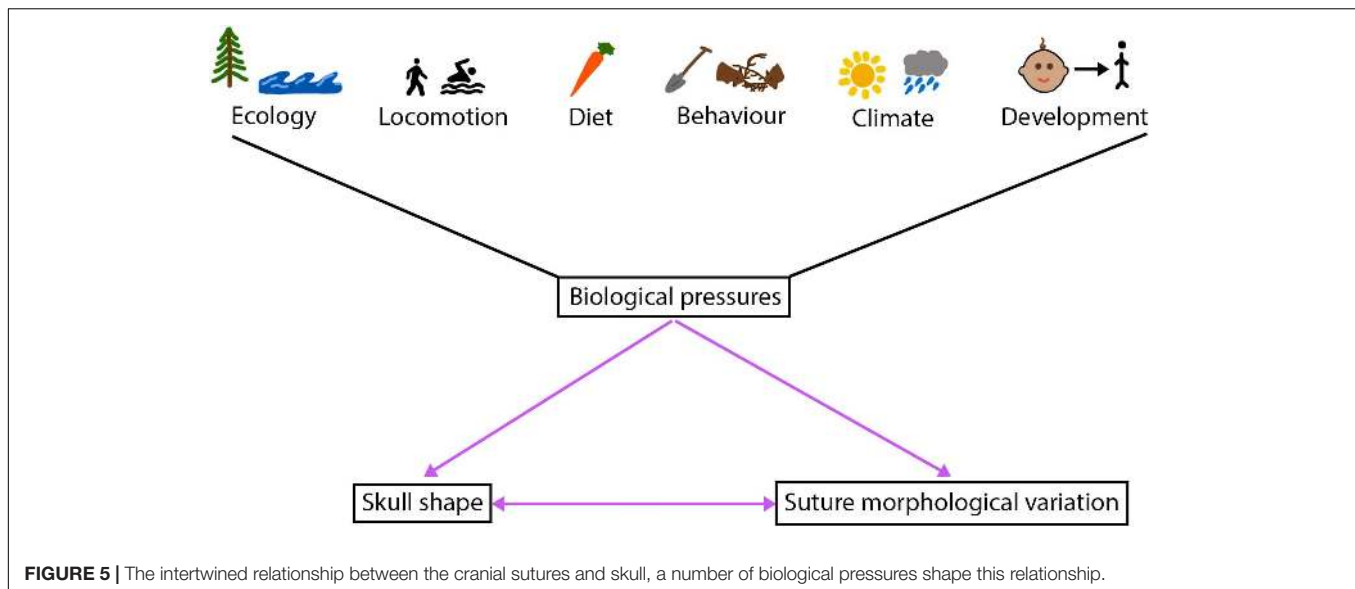 Ecology Locomotion Diet Behaviour Climate Development
Biological pressures
Skull shape Suture morphological variation
FIGURE 5 | The intertwined relationship between the cranial sutures and skull, a number of biological pressures shape this relationship.